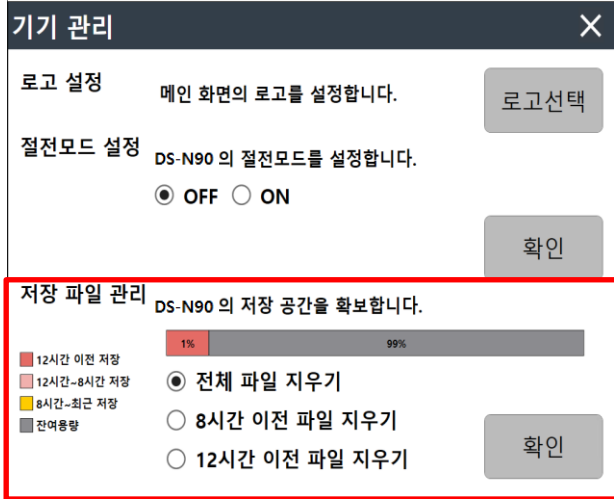 기기 관리
로고 설정
메인 화면의 로고를 설정합니다.
로고선택
절전모드 설정
DS-N90 의 절전모드를 설정합니다.
OFF ON
확인
저장 파일 관리
DS-N90 의 저장 공간을 확보합니다.
1% 99%
12시간 이전 저장
12시간~8시간 저장
8시간~최근 저장
잔여용량
전체 파일 지우기
8시간 이전 파일 지우기
12시간 이전 파일 지우기
확인